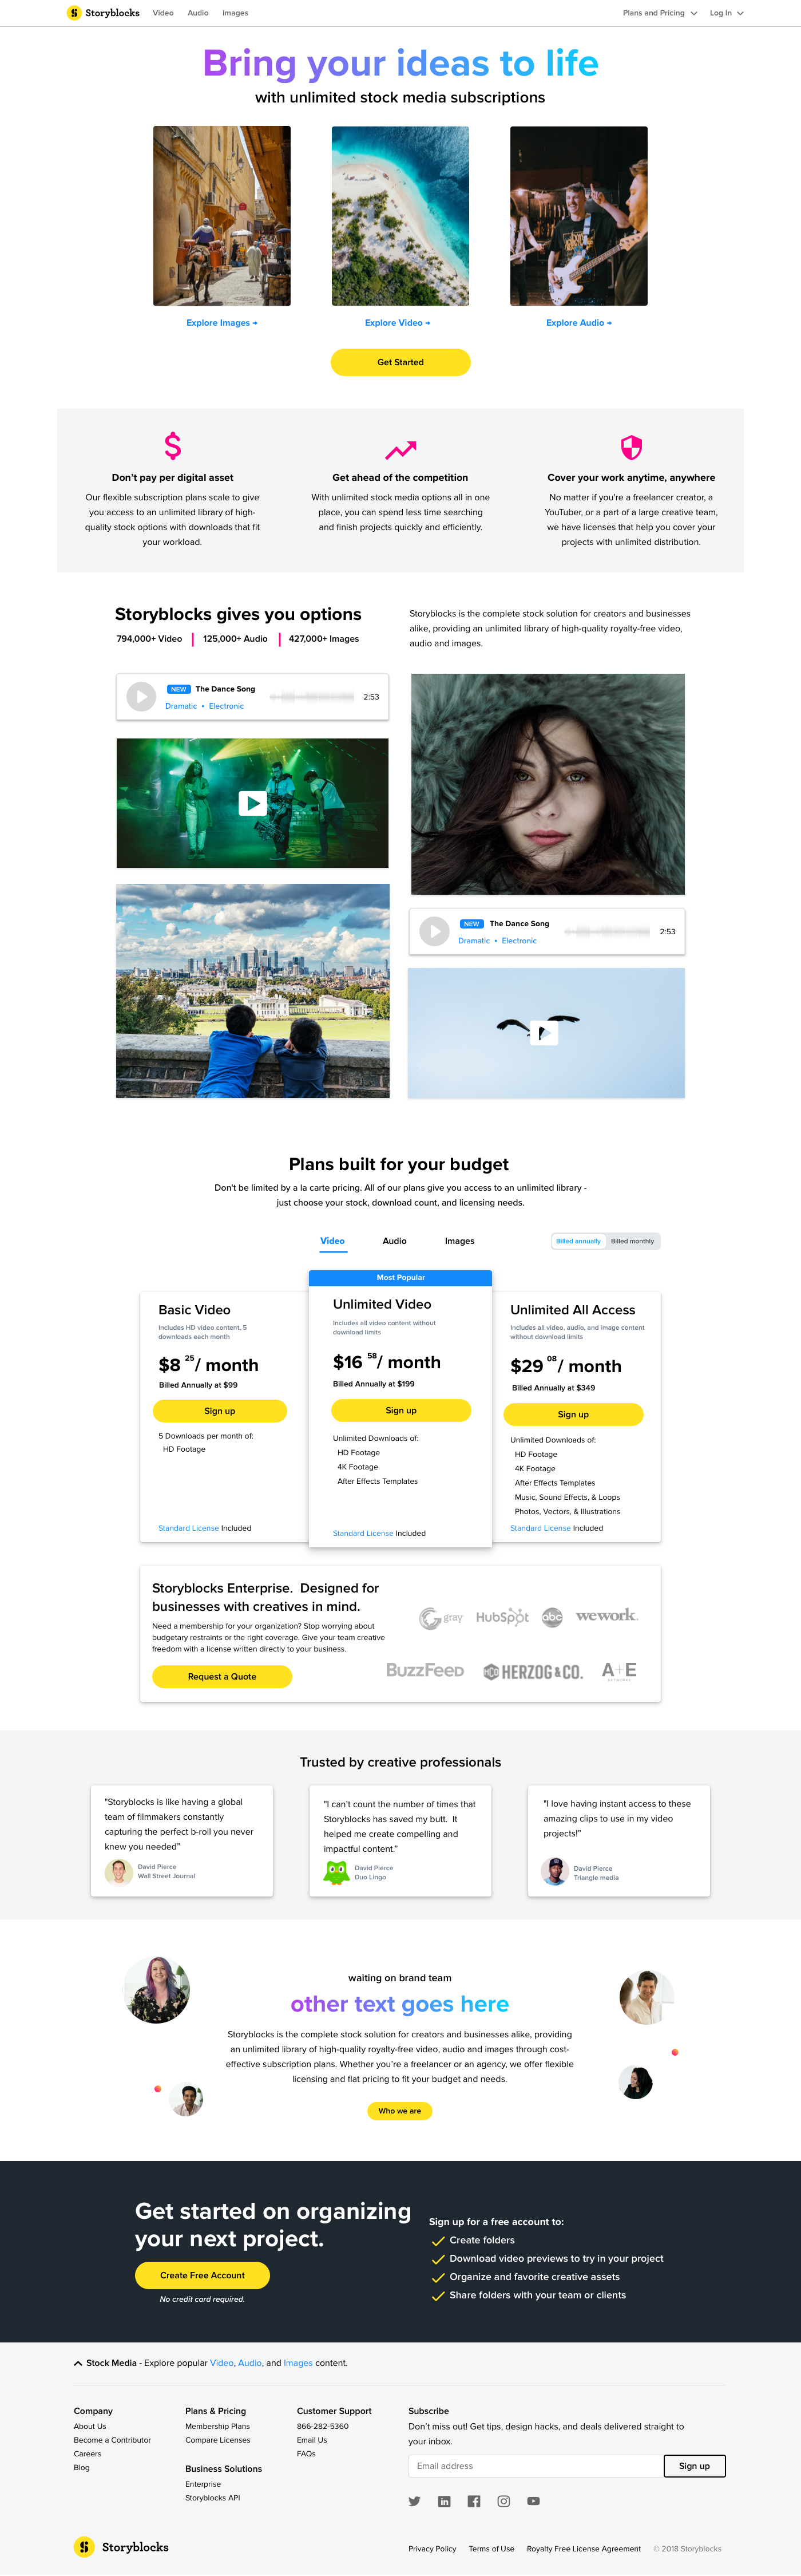 Storyblocks Video Audio Images Plans and Pricing Log In
Bring your ideas to life
with unlimited stock media subscriptions
Explore Images → Explore Video → Explore Audio →
Get Started
Don't pay per digital asset
Our flexible subscription plans scale to give
you access to an unlimited library of high-
quality stock options with downloads that fit
your workload.
Get ahead of the competition
With unlimited stock media options all in one
place, you can spend less time searching
and finish projects quickly and efficiently.
Cover your work anytime, anywhere
No matter if you're a freelancer creator, a
YouTuber, or a part of a large creative team,
we have licenses that help you cover your
projects with unlimited distribution.
Storyblocks gives you options
794,000+ Video 125,000+ Audio 427,000+ Images
Storyblocks is the complete stock solution for creators and businesses
alike, providing an unlimited library of high-quality royalty-free video,
audio and images.
NEW The Dance Song 2:53
Dramatic • Electronic
NEW The Dance Song 2:53
Dramatic • Electronic
Plans built for your budget
Don't be limited by a la carte pricing. All of our plans give you access to an unlimited library -
just choose your stock, download count, and licensing needs.
Video Audio Images Billed annually Billed monthly
Basic Video
Includes HD video content, 5
downloads each month
$8 25/ month
Billed Annually at $99
Sign up
5 Downloads per month of:
HD Footage
Standard License Included
Most Popular
Unlimited Video
Includes all video content without
download limits
$16 58/ month
Billed Annually at $199
Sign up
Unlimited Downloads of:
HD Footage
4K Footage
After Effects Templates
Standard License Included
Unlimited All Access
Includes all video, audio, and image content
without download limits
$29 08/ month
Billed Annually at $349
Sign up
Unlimited Downloads of:
HD Footage
4K Footage
After Effects Templates
Music, Sound Effects, & Loops
Photos, Vectors, & Illustrations
Standard License Included
Storyblocks Enterprise. Designed for
businesses with creatives in mind.
Need a membership for your organization? Stop worrying about
budgetary restraints or the right coverage. Give your team creative
freedom with a license written directly to your business.
Request a Quote
gray HubSpot abc wework
BuzzFeed HCO HERZOG & CO. A+E
NETWORKS
Trusted by creative professionals
"Storyblocks is like having a global
team of filmmakers constantly
capturing the perfect b-roll you never
knew you needed"
David Pierce
Wall Street Journal
"I can't count the number of times that
Storyblocks has saved my butt. It
helped me create compelling and
impactful content."
David Pierce
Duo Lingo
"I love having instant access to these
amazing clips to use in my video
projects!"
David Pierce
Triangle media
waiting on brand team
other text goes here
Storyblocks is the complete stock solution for creators and businesses alike, providing
an unlimited library of high-quality royalty-free video, audio and images through cost-
effective subscription plans. Whether you're a freelancer or an agency, we offer flexible
licensing and flat pricing to fit your budget and needs.
Who we are
Get started on organizing
your next project.
Create Free Account
No credit card required.
Sign up for a free account to:
Create folders
Download video previews to try in your project
Organize and favorite creative assets
Share folders with your team or clients
Stock Media - Explore popular Video, Audio, and Images content.
Company
About Us
Become a Contributor
Careers
Blog
Plans & Pricing
Membership Plans
Compare Licenses
Business Solutions
Enterprise
Storyblocks API
Customer Support
866-282-5360
Email Us
FAQs
Subscribe
Don't miss out! Get tips, design hacks, and deals delivered straight to
your inbox.
Email address Sign up
Storyblocks
Privacy Policy Terms of Use Royalty Free License Agreement © 2018 Storyblocks